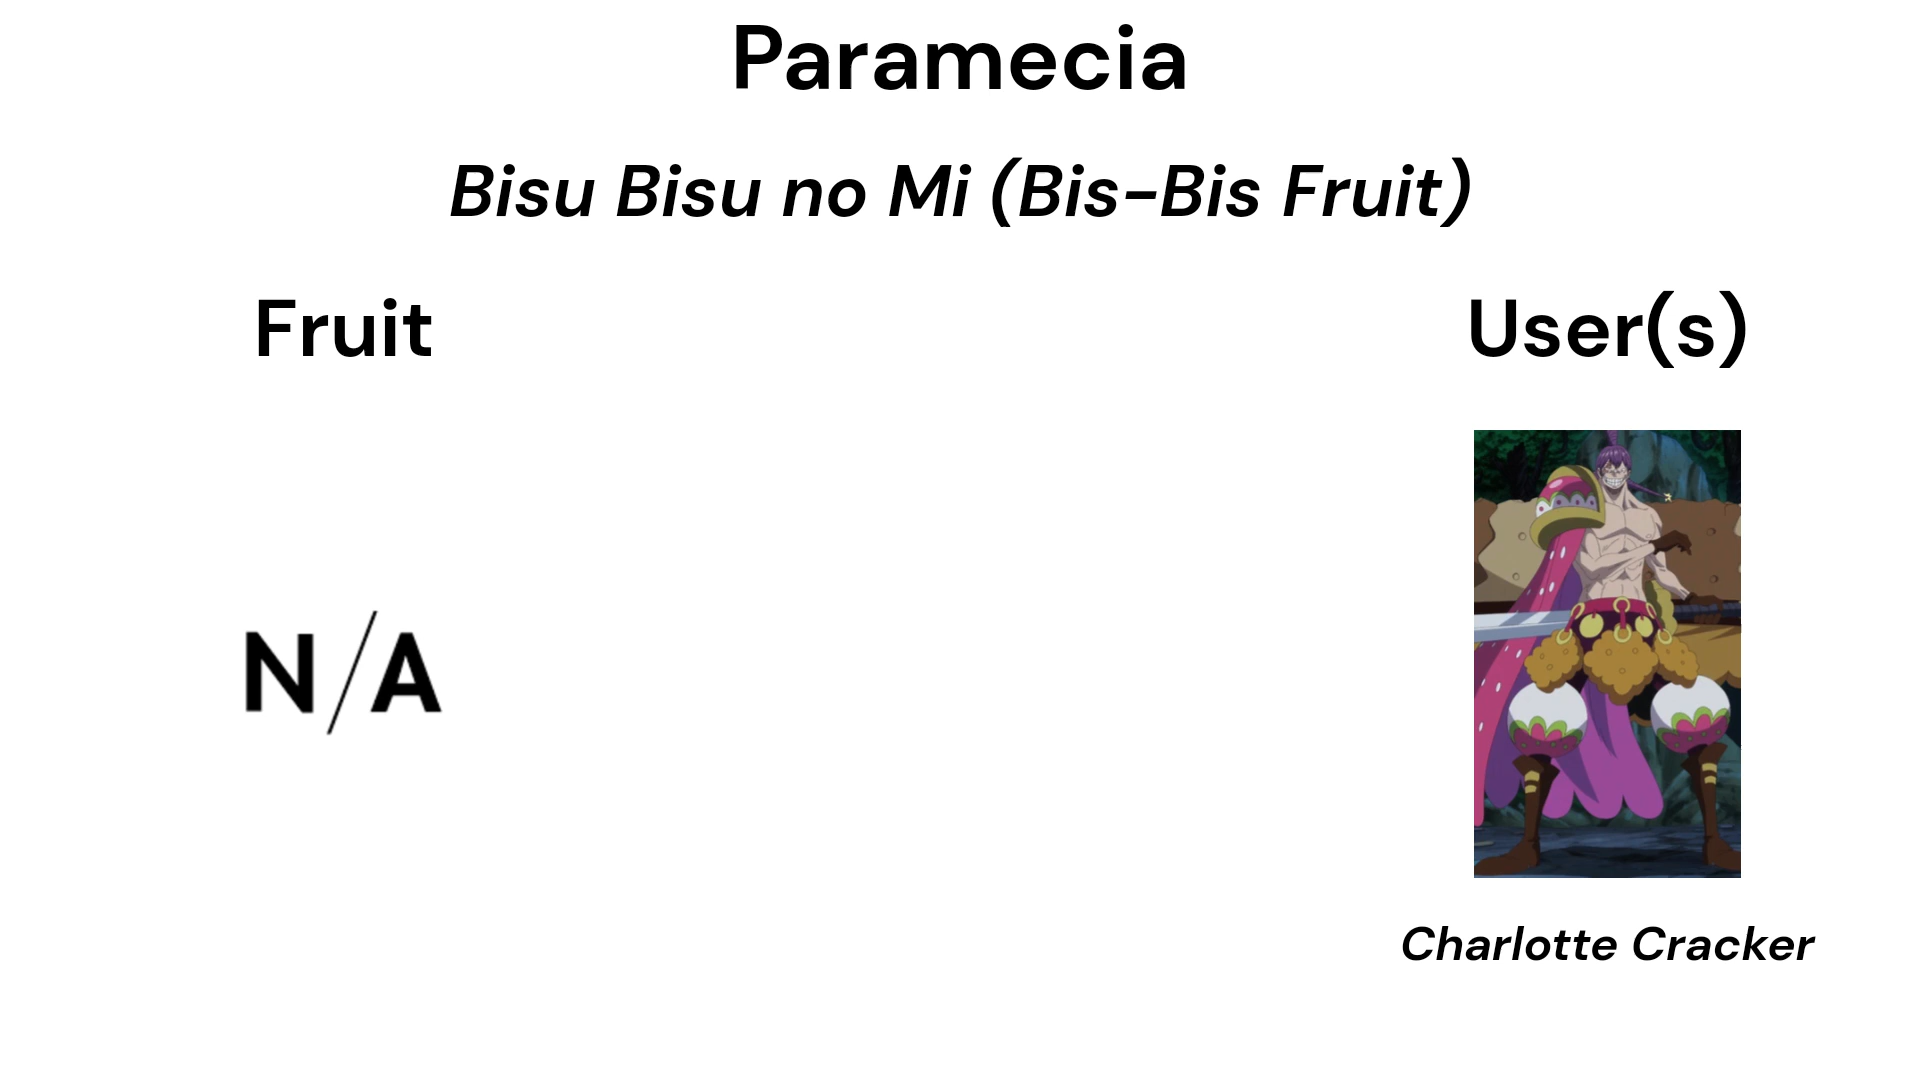 Paramecia
Bisu Bisu no Mi (Bis-Bis Fruit)
Fruit
User(s)
N/A
Charlotte Cracker